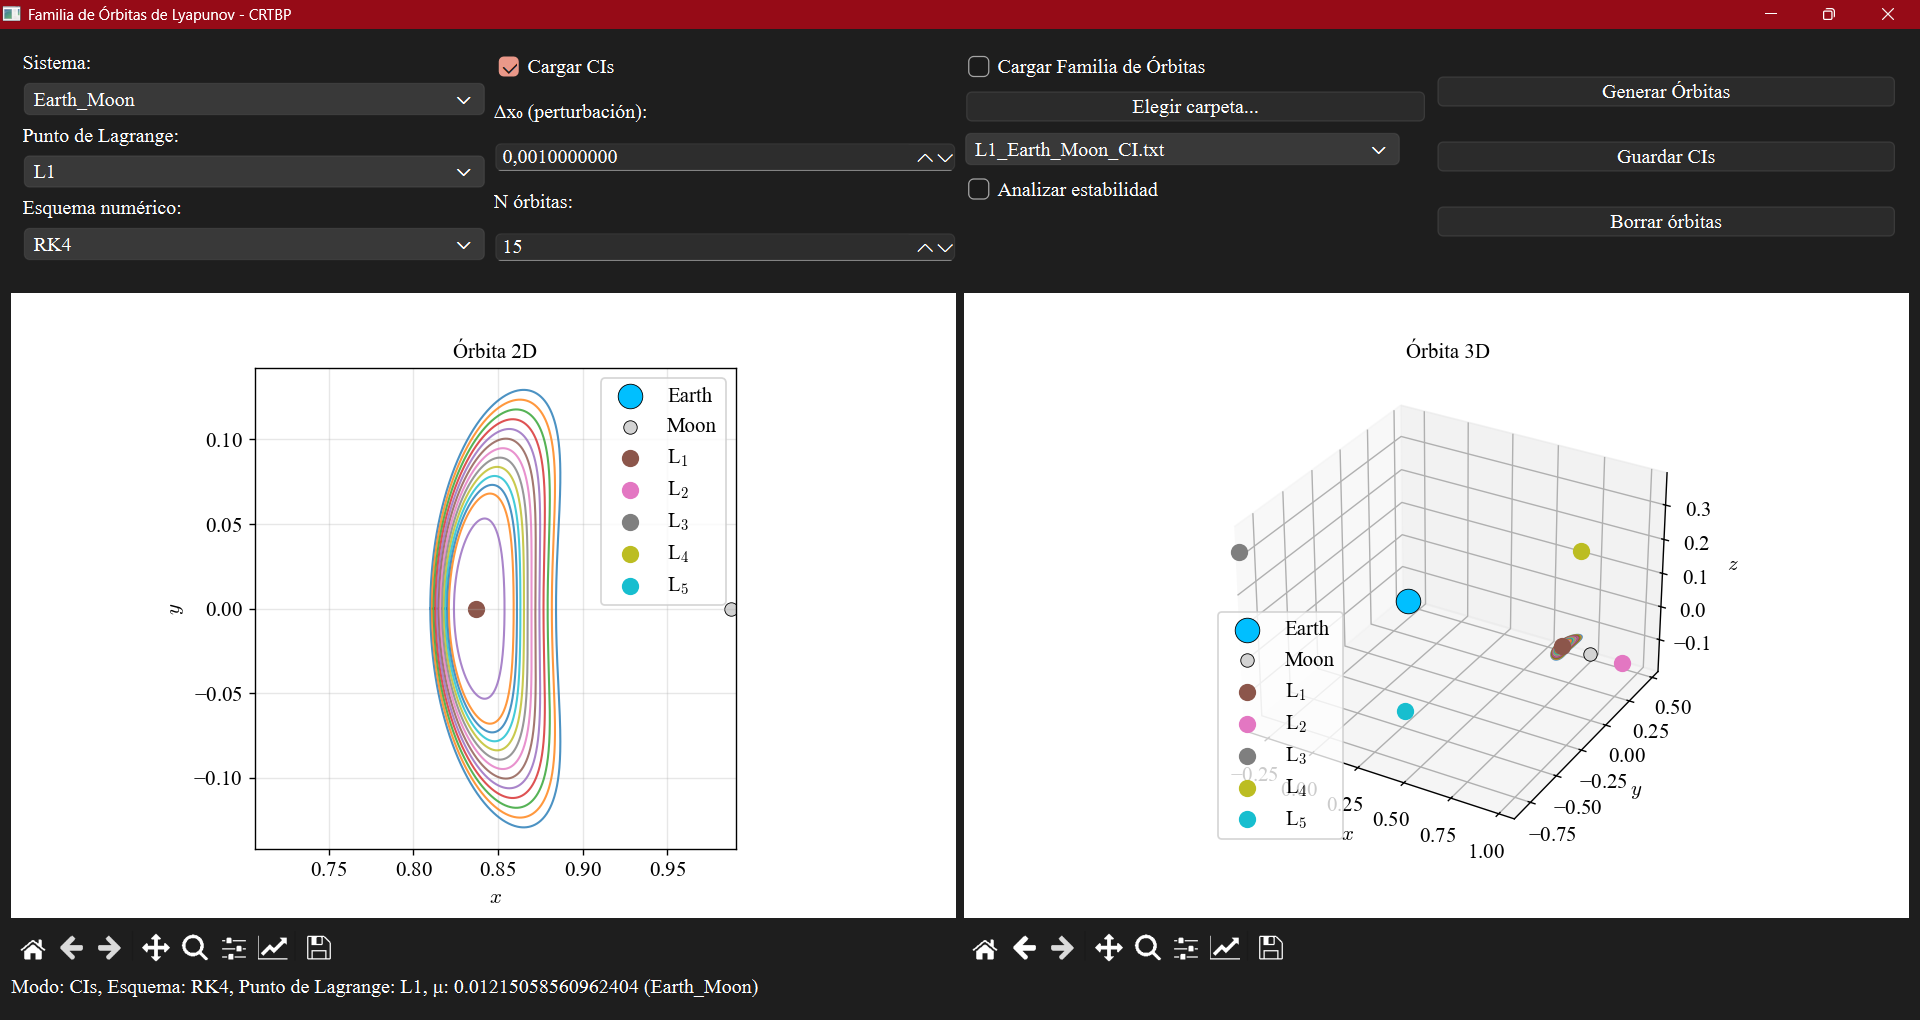 Familia de Órbitas de Lyapunov - CRTBP
Sistema:
Earth_Moon
Punto de Lagrange:
L1
Esquema numérico:
RK4
Cargar CIs
Δx₀ (perturbación):
0,0010000000
N órbitas:
15
Cargar Familia de Órbitas
Elegir carpeta...
L1_Earth_Moon_CI.txt
Analizar estabilidad
Generar Órbitas
Guardar CIs
Borrar órbitas
Órbita 2D
Earth
Moon
L₁
L₂
L₃
L₄
L₅
0.10
0.05
0.00
−0.05
−0.10
y
0.75 0.80 0.85 0.90 0.95
x
Órbita 3D
0.3
0.2
0.1
0.0
−0.1
z
Earth
Moon
L₁
L₂
L₃
L₄
L₅
−0.25
0.00
0.25
0.50
0.75
1.00
x
0.50
0.25
0.00
−0.25
−0.50
−0.75
y
Modo: CIs, Esquema: RK4, Punto de Lagrange: L1, μ: 0.01215058560962404 (Earth_Moon)